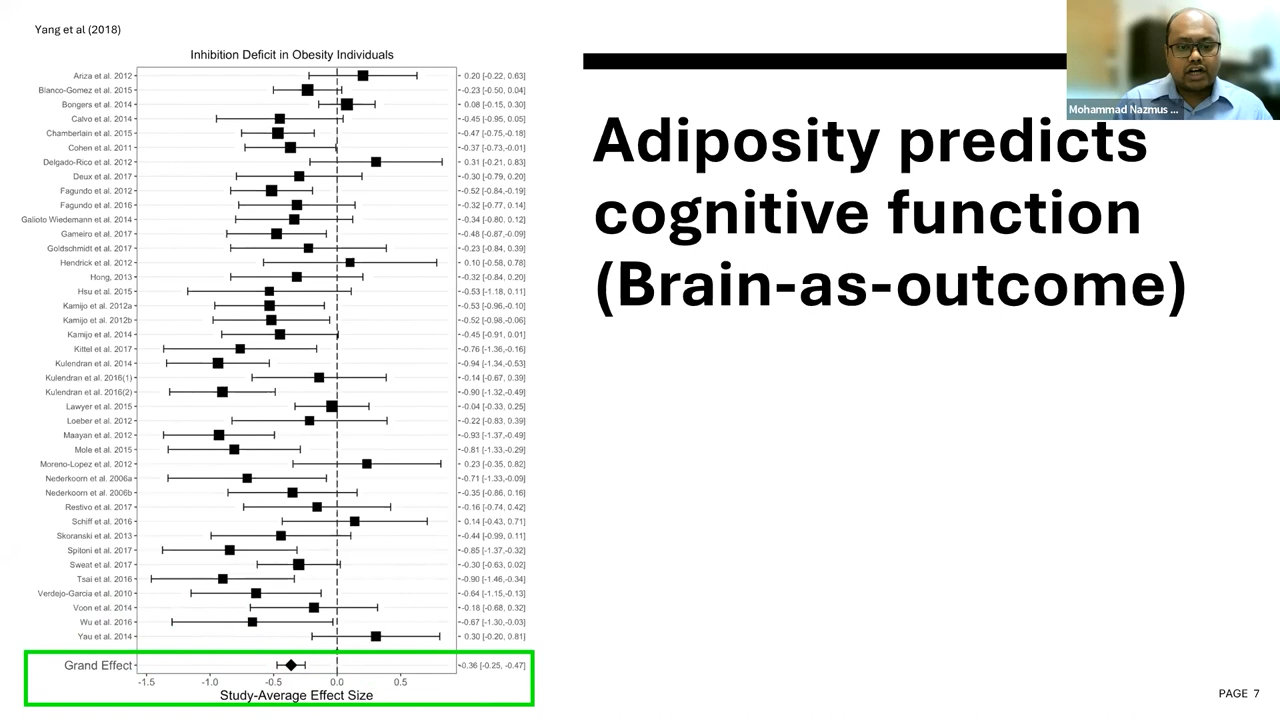 Yang et al (2018)
Inhibition Deficit in Obesity Individuals
Ariza et al. 2012 0.20 [-0.22, 0.63]
Blanco-Gomez et al. 2015 -0.23 [-0.50, 0.04]
Bongers et al. 2014 0.08 [-0.15, 0.30]
Calvo et al. 2014 -0.45 [-0.95, 0.05]
Chamberlain et al. 2015 -0.47 [-0.75,-0.18]
Cohen et al. 2011 -0.37 [-0.73,-0.01]
Delgado-Rico et al. 2012 0.31 [-0.21, 0.83]
Deux et al. 2017 -0.30 [-0.79, 0.20]
Fagundo et al. 2012 -0.52 [-0.84,-0.19]
Fagundo et al. 2016 -0.32 [-0.77, 0.14]
Galioto Wiedemann et al. 2014 -0.34 [-0.80, 0.12]
Gameiro et al. 2017 -0.48 [-0.87,-0.09]
Goldschmidt et al. 2017 -0.23 [-0.84, 0.39]
Hendrick et al. 2012 0.10 [-0.58, 0.78]
Hong, 2013 -0.32 [-0.84, 0.20]
Hsu et al. 2015 -0.53 [-1.18, 0.11]
Kamijo et al. 2012a -0.53 [-0.96,-0.10]
Kamijo et al. 2012b -0.52 [-0.98,-0.06]
Kamijo et al. 2014 -0.45 [-0.91, 0.01]
Kittel et al. 2017 -0.76 [-1.36,-0.16]
Kulendran et al. 2014 -0.94 [-1.34,-0.53]
Kulendran et al. 2016(1) -0.14 [-0.67, 0.39]
Kulendran et al. 2016(2) -0.90 [-1.32,-0.49]
Lawyer et al. 2015 -0.04 [-0.33, 0.25]
Loeber et al. 2012 -0.22 [-0.83, 0.39]
Maayan et al. 2012 -0.93 [-1.37,-0.49]
Mole et al. 2015 -0.81 [-1.33,-0.29]
Moreno-Lopez et al. 2012 0.23 [-0.35, 0.82]
Nederkoorn et al. 2006a -0.71 [-1.33,-0.09]
Nederkoorn et al. 2006b -0.35 [-0.86, 0.16]
Restivo et al. 2017 -0.16 [-0.74, 0.42]
Schiff et al. 2016 0.14 [-0.43, 0.71]
Skoranski et al. 2013 -0.44 [-0.99, 0.11]
Spitoni et al. 2017 -0.85 [-1.37,-0.32]
Sweat et al. 2017 -0.30 [-0.63, 0.02]
Tsai et al. 2016 -0.90 [-1.46,-0.34]
Verdejo-Garcia et al. 2010 -0.64 [-1.15,-0.13]
Voon et al. 2014 -0.18 [-0.68, 0.32]
Wu et al. 2016 -0.67 [-1.30,-0.03]
Yau et al. 2014 0.30 [-0.20, 0.81]
Grand Effect -0.36 [-0.25, -0.47]
-1.5 -1.0 -0.5 0.0 0.5
Study-Average Effect Size
Adiposity predicts
cognitive function
(Brain-as-outcome)
Mohammad Nazmus ...
PAGE 7